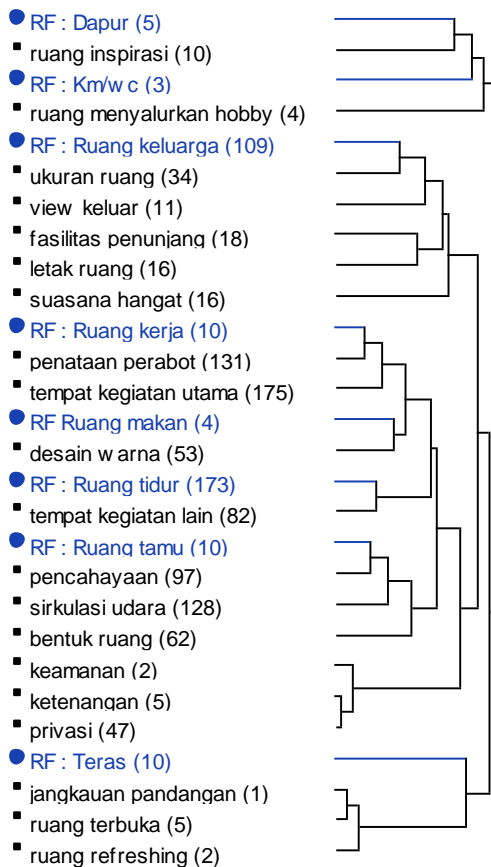 RF : Dapur (5)
ruang inspirasi (10)
RF : Km/wc (3)
ruang menyalurkan hobby (4)
RF : Ruang keluarga (109)
ukuran ruang (34)
view keluar (11)
fasilitas penunjang (18)
letak ruang (16)
suasana hangat (16)
RF : Ruang kerja (10)
penataan perabot (131)
tempat kegiatan utama (175)
RF Ruang makan (4)
desain warna (53)
RF : Ruang tidur (173)
tempat kegiatan lain (82)
RF : Ruang tamu (10)
pencahayaan (97)
sirkulasi udara (128)
bentuk ruang (62)
keamanan (2)
ketenangan (5)
privasi (47)
RF : Teras (10)
jangkauan pandangan (1)
ruang terbuka (5)
ruang refreshing (2)